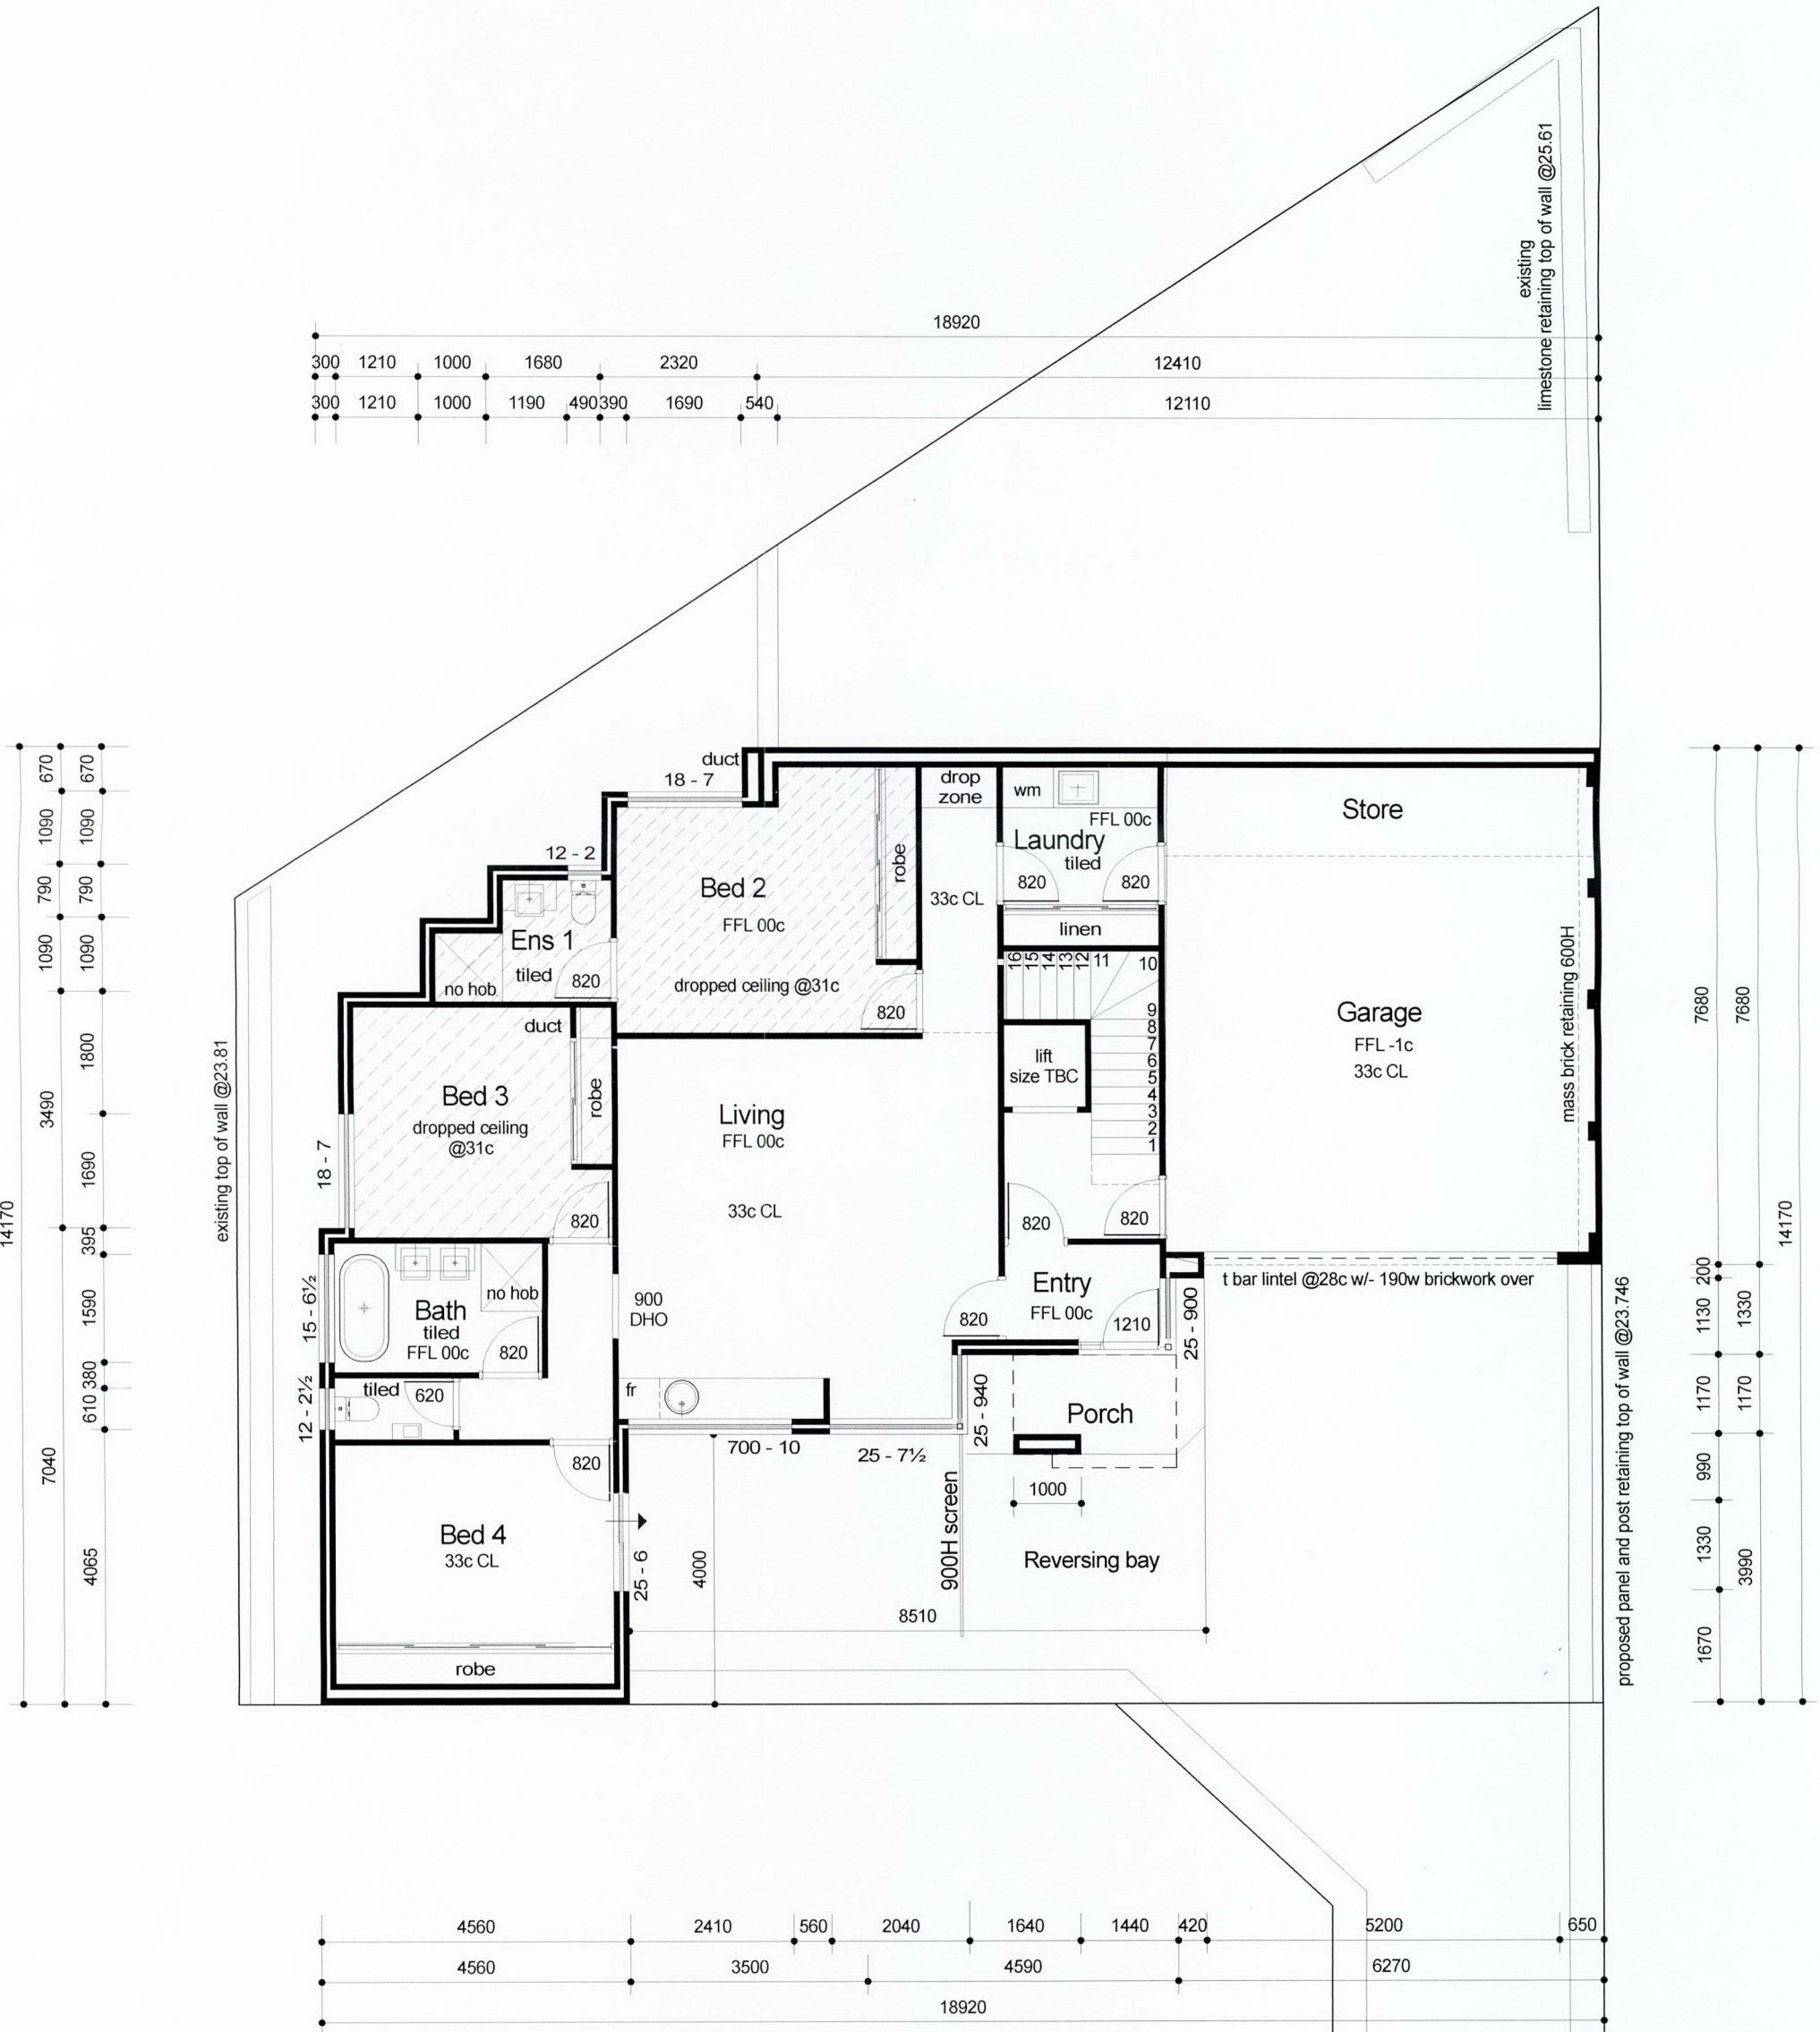 existing
limestone retaining top of wall @25.61
18920
300 1210 1000 1680 2320 12410
300 1210 1000 1190 490 390 1690 540 12110
duct
18 - 7
12 - 2
drop
zone
wm
FFL 00c
Laundry
tiled
820
820
linen
Store
robe
33c CL
Bed 2
FFL 00c
dropped ceiling @31c
820
Ens 1
tiled
820
no hob
16 15 14 13 12 11 10
9
8
7
6
5
4
3
2
1
lift
size TBC
Garage
FFL -1c
33c CL
mass brick retaining 600H
duct
robe
Bed 3
dropped ceiling
@31c
820
18 - 7
existing top of wall @23.81
Living
FFL 00c
33c CL
820
820
Entry
FFL 00c
820
1210
25 - 900
t bar lintel @28c w/- 190w brickwork over
proposed panel and post retaining top of wall @23.746
15 - 6½
Bath
tiled
FFL 00c
no hob
820
900
DHO
12 - 2½
tiled
620
fr
700 - 10
25 - 7½
25 - 940
Porch
1000
900H screen
Reversing bay
820
Bed 4
33c CL
25 - 6
4000
8510
robe
14170
670
1090
790
1090
3490
7040
670
1090
790
1090
1800
1690
395
1590
380
610
4065
7680
200
1130
1170
990
1330
1670
7680
1330
1170
3990
14170
4560 2410 560 2040 1640 1440 420 5200 650
4560 3500 4590 6270
18920